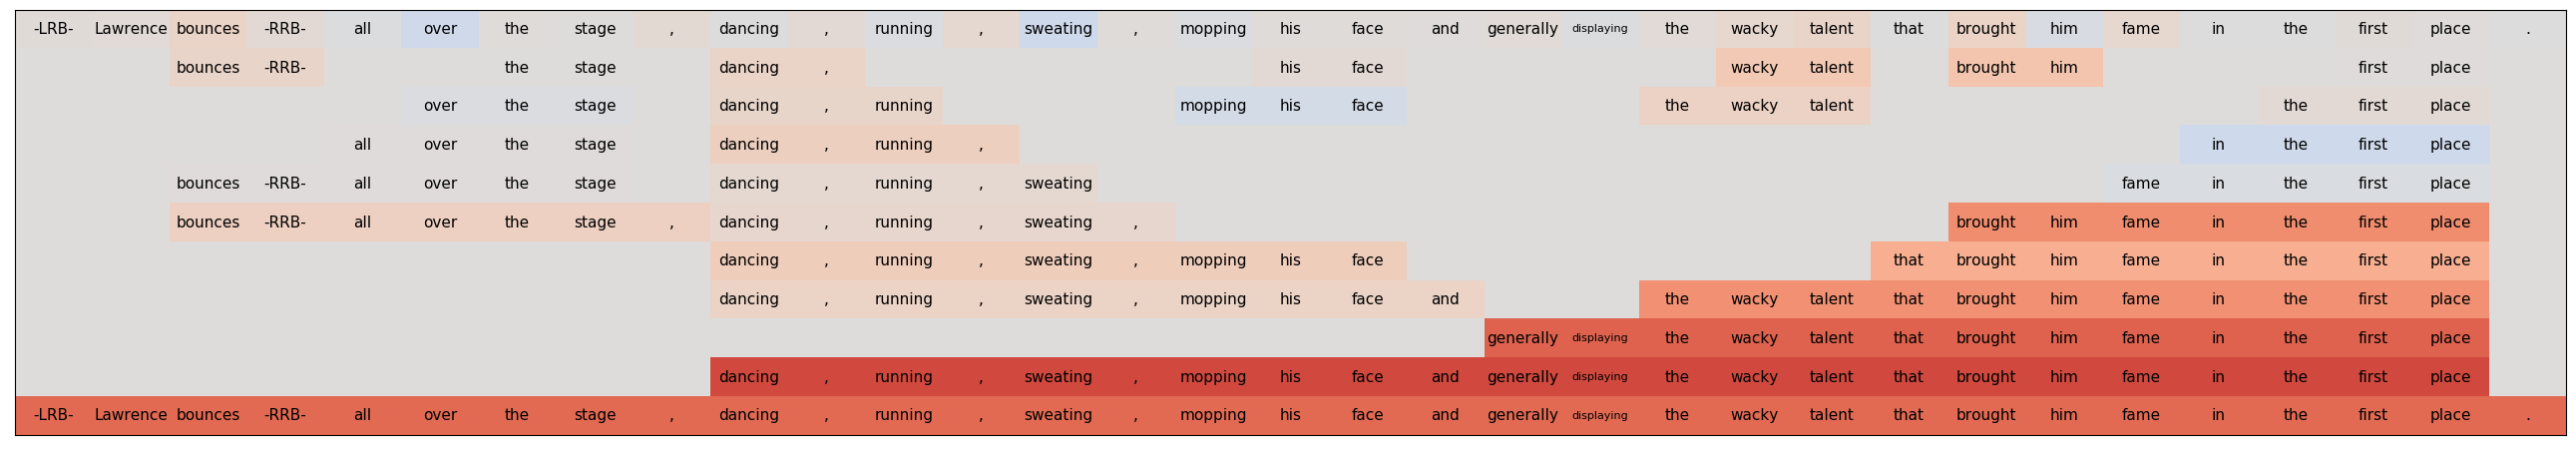 -LRB- Lawrence bounces -RRB- all over the stage , dancing , running , sweating , mopping his face and generally displaying the wacky talent that brought him fame in the first place .
bounces -RRB- the stage dancing , his face wacky talent brought him first place
over the stage dancing , running mopping his face the wacky talent the first place
all over the stage dancing , running , in the first place
bounces -RRB- all over the stage dancing , running , sweating fame in the first place
bounces -RRB- all over the stage , dancing , running , sweating , brought him fame in the first place
dancing , running , sweating , mopping his face that brought him fame in the first place
dancing , running , sweating , mopping his face and the wacky talent that brought him fame in the first place
generally displaying the wacky talent that brought him fame in the first place
dancing , running , sweating , mopping his face and generally displaying the wacky talent that brought him fame in the first place
-LRB- Lawrence bounces -RRB- all over the stage , dancing , running , sweating , mopping his face and generally displaying the wacky talent that brought him fame in the first place .